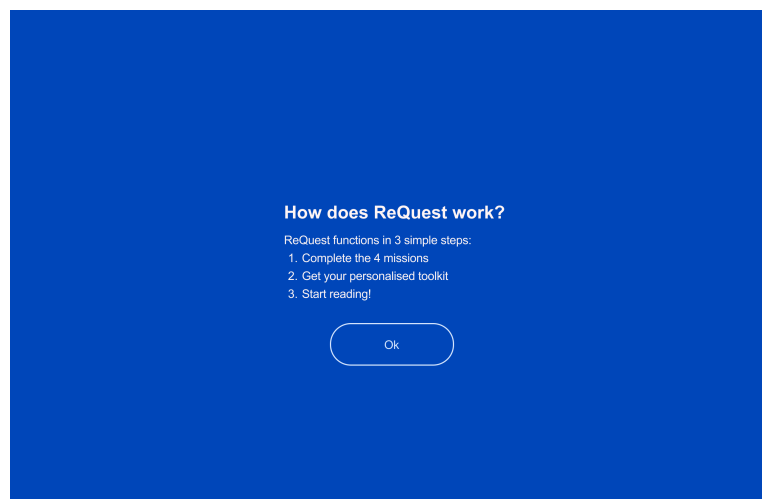 How does ReQuest work?
ReQuest functions in 3 simple steps:
1. Complete the 4 missions
2. Get your personalised toolkit
3. Start reading!
Ok